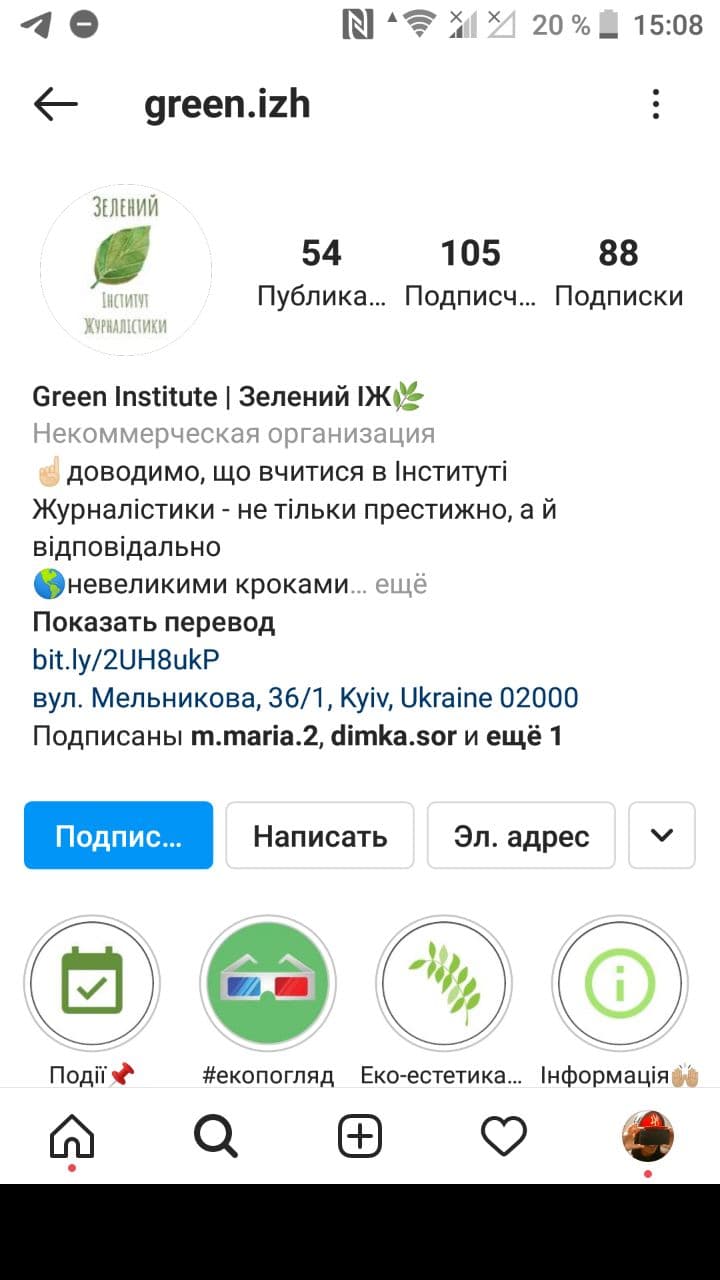 20 % 15:08
green.izh
ЗЕЛЕНИЙ
ІНСТИТУТ
ЖУРНАЛІСТИКИ
54 105 88
Публика... Подписч... Подписки
Green Institute | Зелений ІЖ🌿
Некоммерческая организация
☝🏻доводимо, що вчитися в Інституті
Журналістики - не тільки престижно, а й
відповідально
🌎невеликими кроками... ещё
Показать перевод
bit.ly/2UH8ukP
вул. Мельникова, 36/1, Kyiv, Ukraine 02000
Подписаны m.maria.2, dimka.sor и ещё 1
Подпис... Написать Эл. адрес
Події📌 #екопогляд Еко-естетика... Інформація🙌🏼